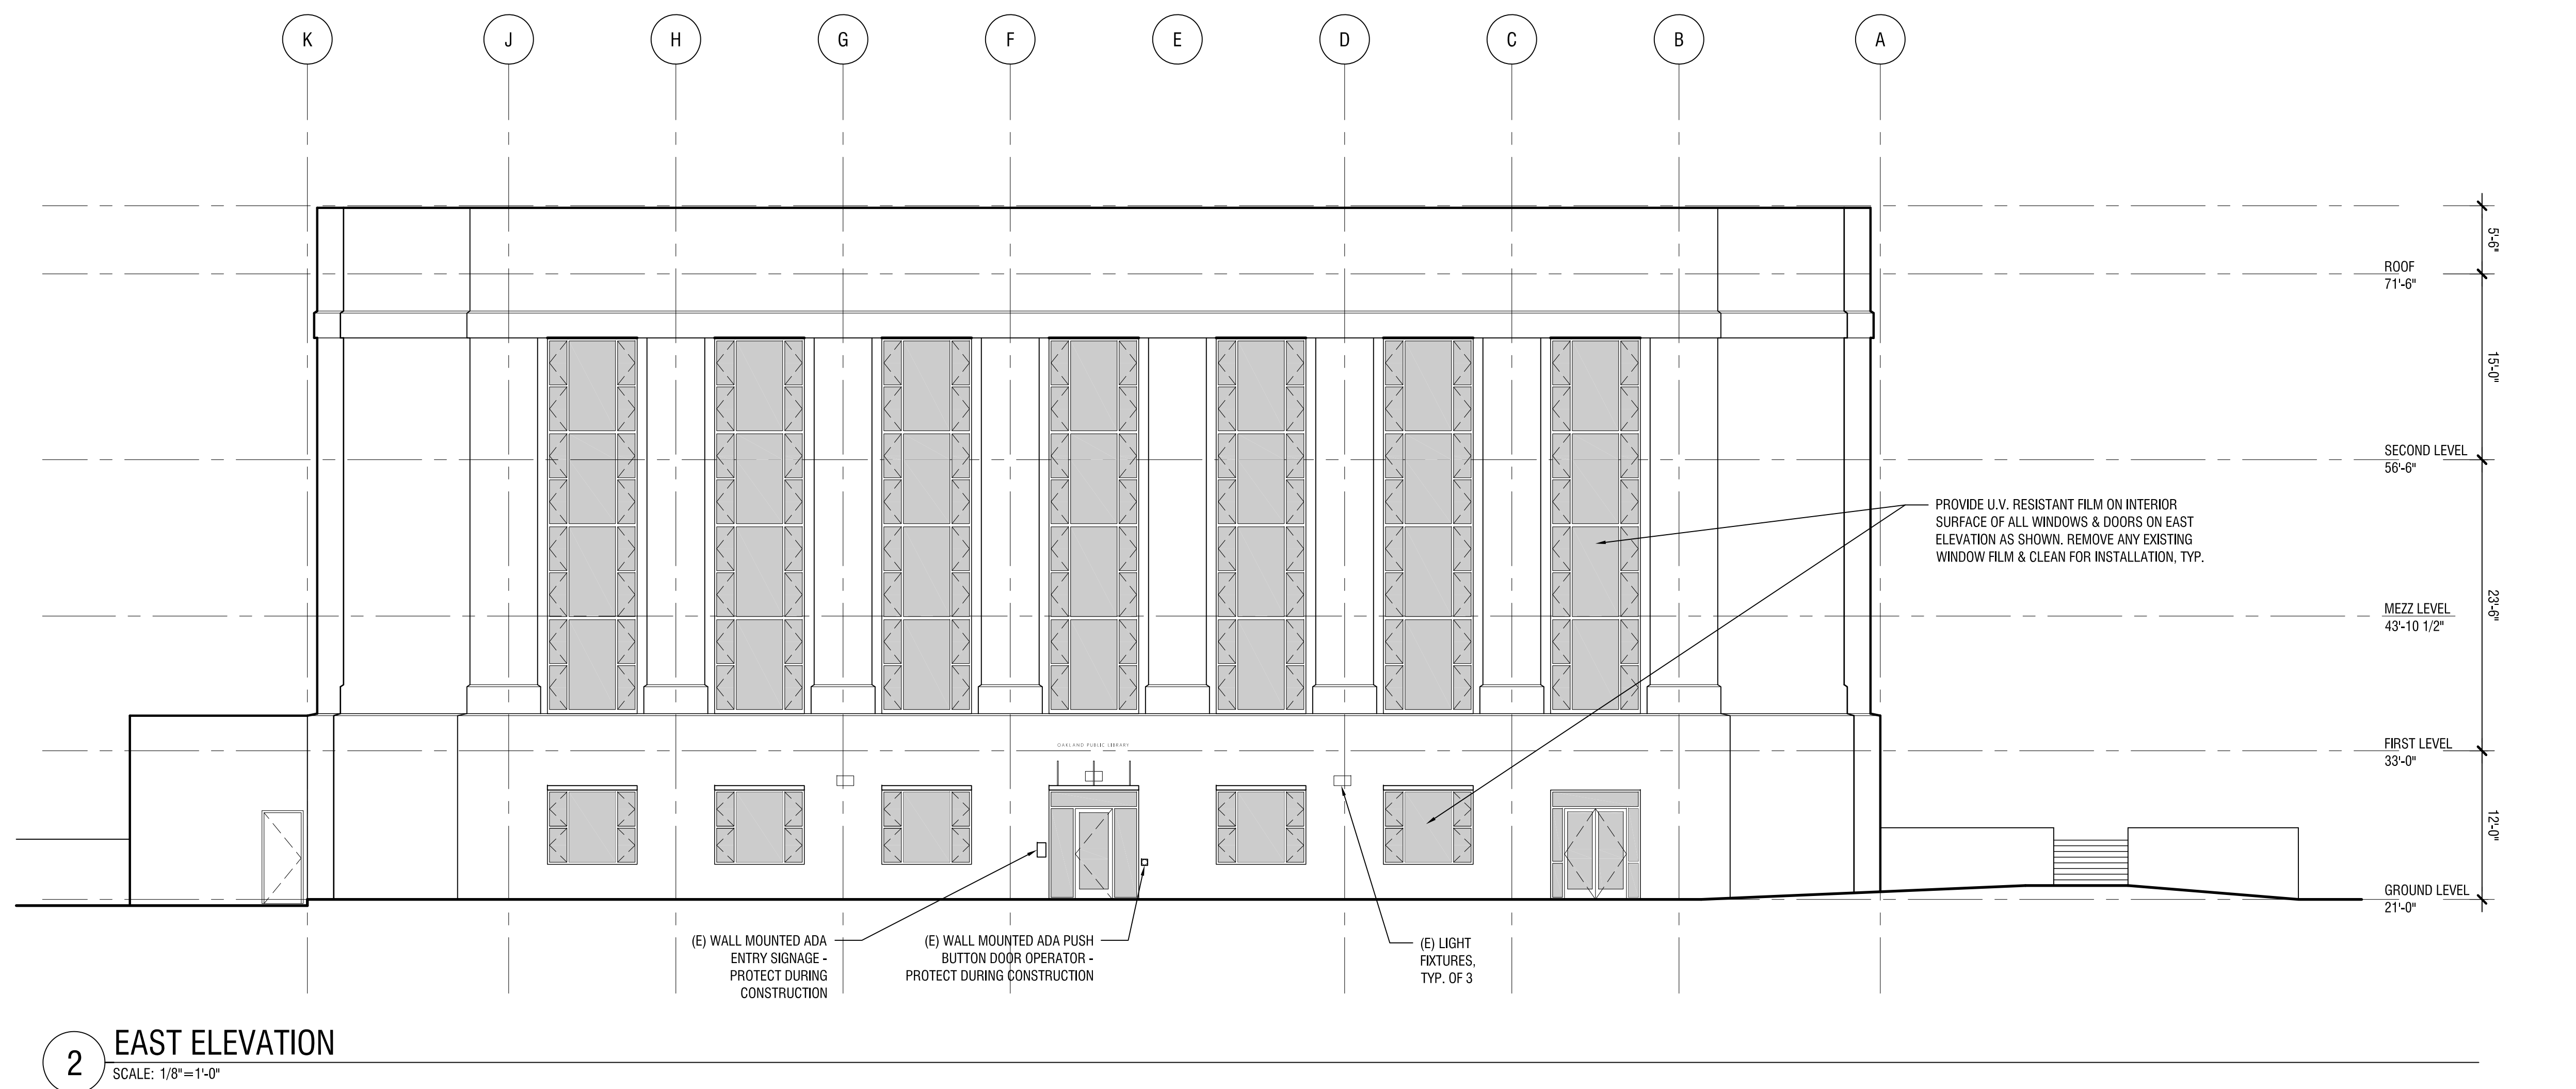 K J H G F E D C B A
5'-6"
ROOF
71'-6"
15'-0"
SECOND LEVEL
56'-6"
PROVIDE U.V. RESISTANT FILM ON INTERIOR
SURFACE OF ALL WINDOWS & DOORS ON EAST
ELEVATION AS SHOWN. REMOVE ANY EXISTING
WINDOW FILM & CLEAN FOR INSTALLATION, TYP.
23'-6"
MEZZ LEVEL
43'-10 1/2"
OAKLAND PUBLIC LIBRARY
FIRST LEVEL
33'-0"
12'-0"
GROUND LEVEL
21'-0"
(E) WALL MOUNTED ADA
ENTRY SIGNAGE -
PROTECT DURING
CONSTRUCTION
(E) WALL MOUNTED ADA PUSH
BUTTON DOOR OPERATOR -
PROTECT DURING CONSTRUCTION
(E) LIGHT
FIXTURES,
TYP. OF 3
2
EAST ELEVATION
SCALE: 1/8"=1'-0"